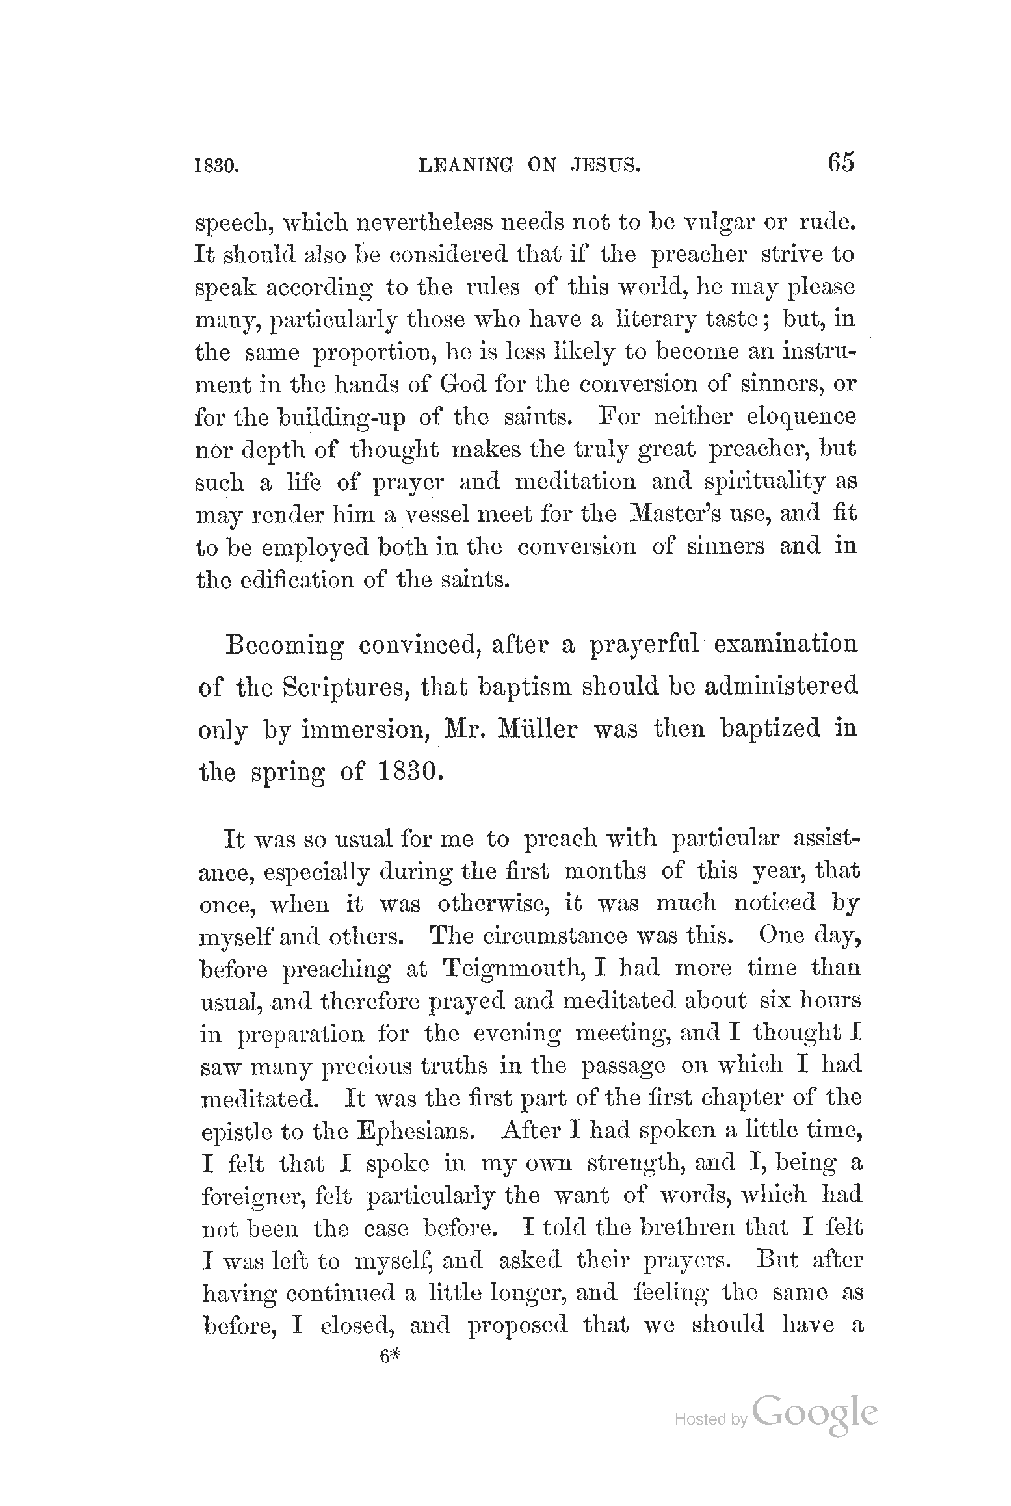 1830. LEANING ON JESUS. 65
speech, which nevertheless needs not to be vulgar or rude.
It should also be considered that if the preacher strive to
speak according to the rules of this world, he may please
many, particularly those who have a literary taste; but, in
the same proportion, he is less likely to become an instru-
ment in the hands of God for the conversion of sinners, or
for the building-up of the saints. For neither eloquence
nor depth of thought makes the truly great preacher, but
such a life of prayer and meditation and spirituality as
may render him a vessel meet for the Master's use, and fit
to be employed both in the conversion of sinners and in
the edification of the saints.
Becoming convinced, after a prayerful examination
of the Scriptures, that baptism should be administered
only by immersion, Mr. Müller was then baptized in
the spring of 1830.
It was so usual for me to preach with particular assist-
ance, especially during the first months of this year, that
once, when it was otherwise, it was much noticed by
myself and others. The circumstance was this. One day,
before preaching at Teignmouth, I had more time than
usual, and therefore prayed and meditated about six hours
in preparation for the evening meeting, and I thought I
saw many precious truths in the passage on which I had
meditated. It was the first part of the first chapter of the
epistle to the Ephesians. After I had spoken a little time,
I felt that I spoke in my own strength, and I, being a
foreigner, felt particularly the want of words, which had
not been the case before. I told the brethren that I felt
I was left to myself, and asked their prayers. But after
having continued a little longer, and feeling the same as
before, I closed, and proposed that we should have a
6*
Hosted by Google